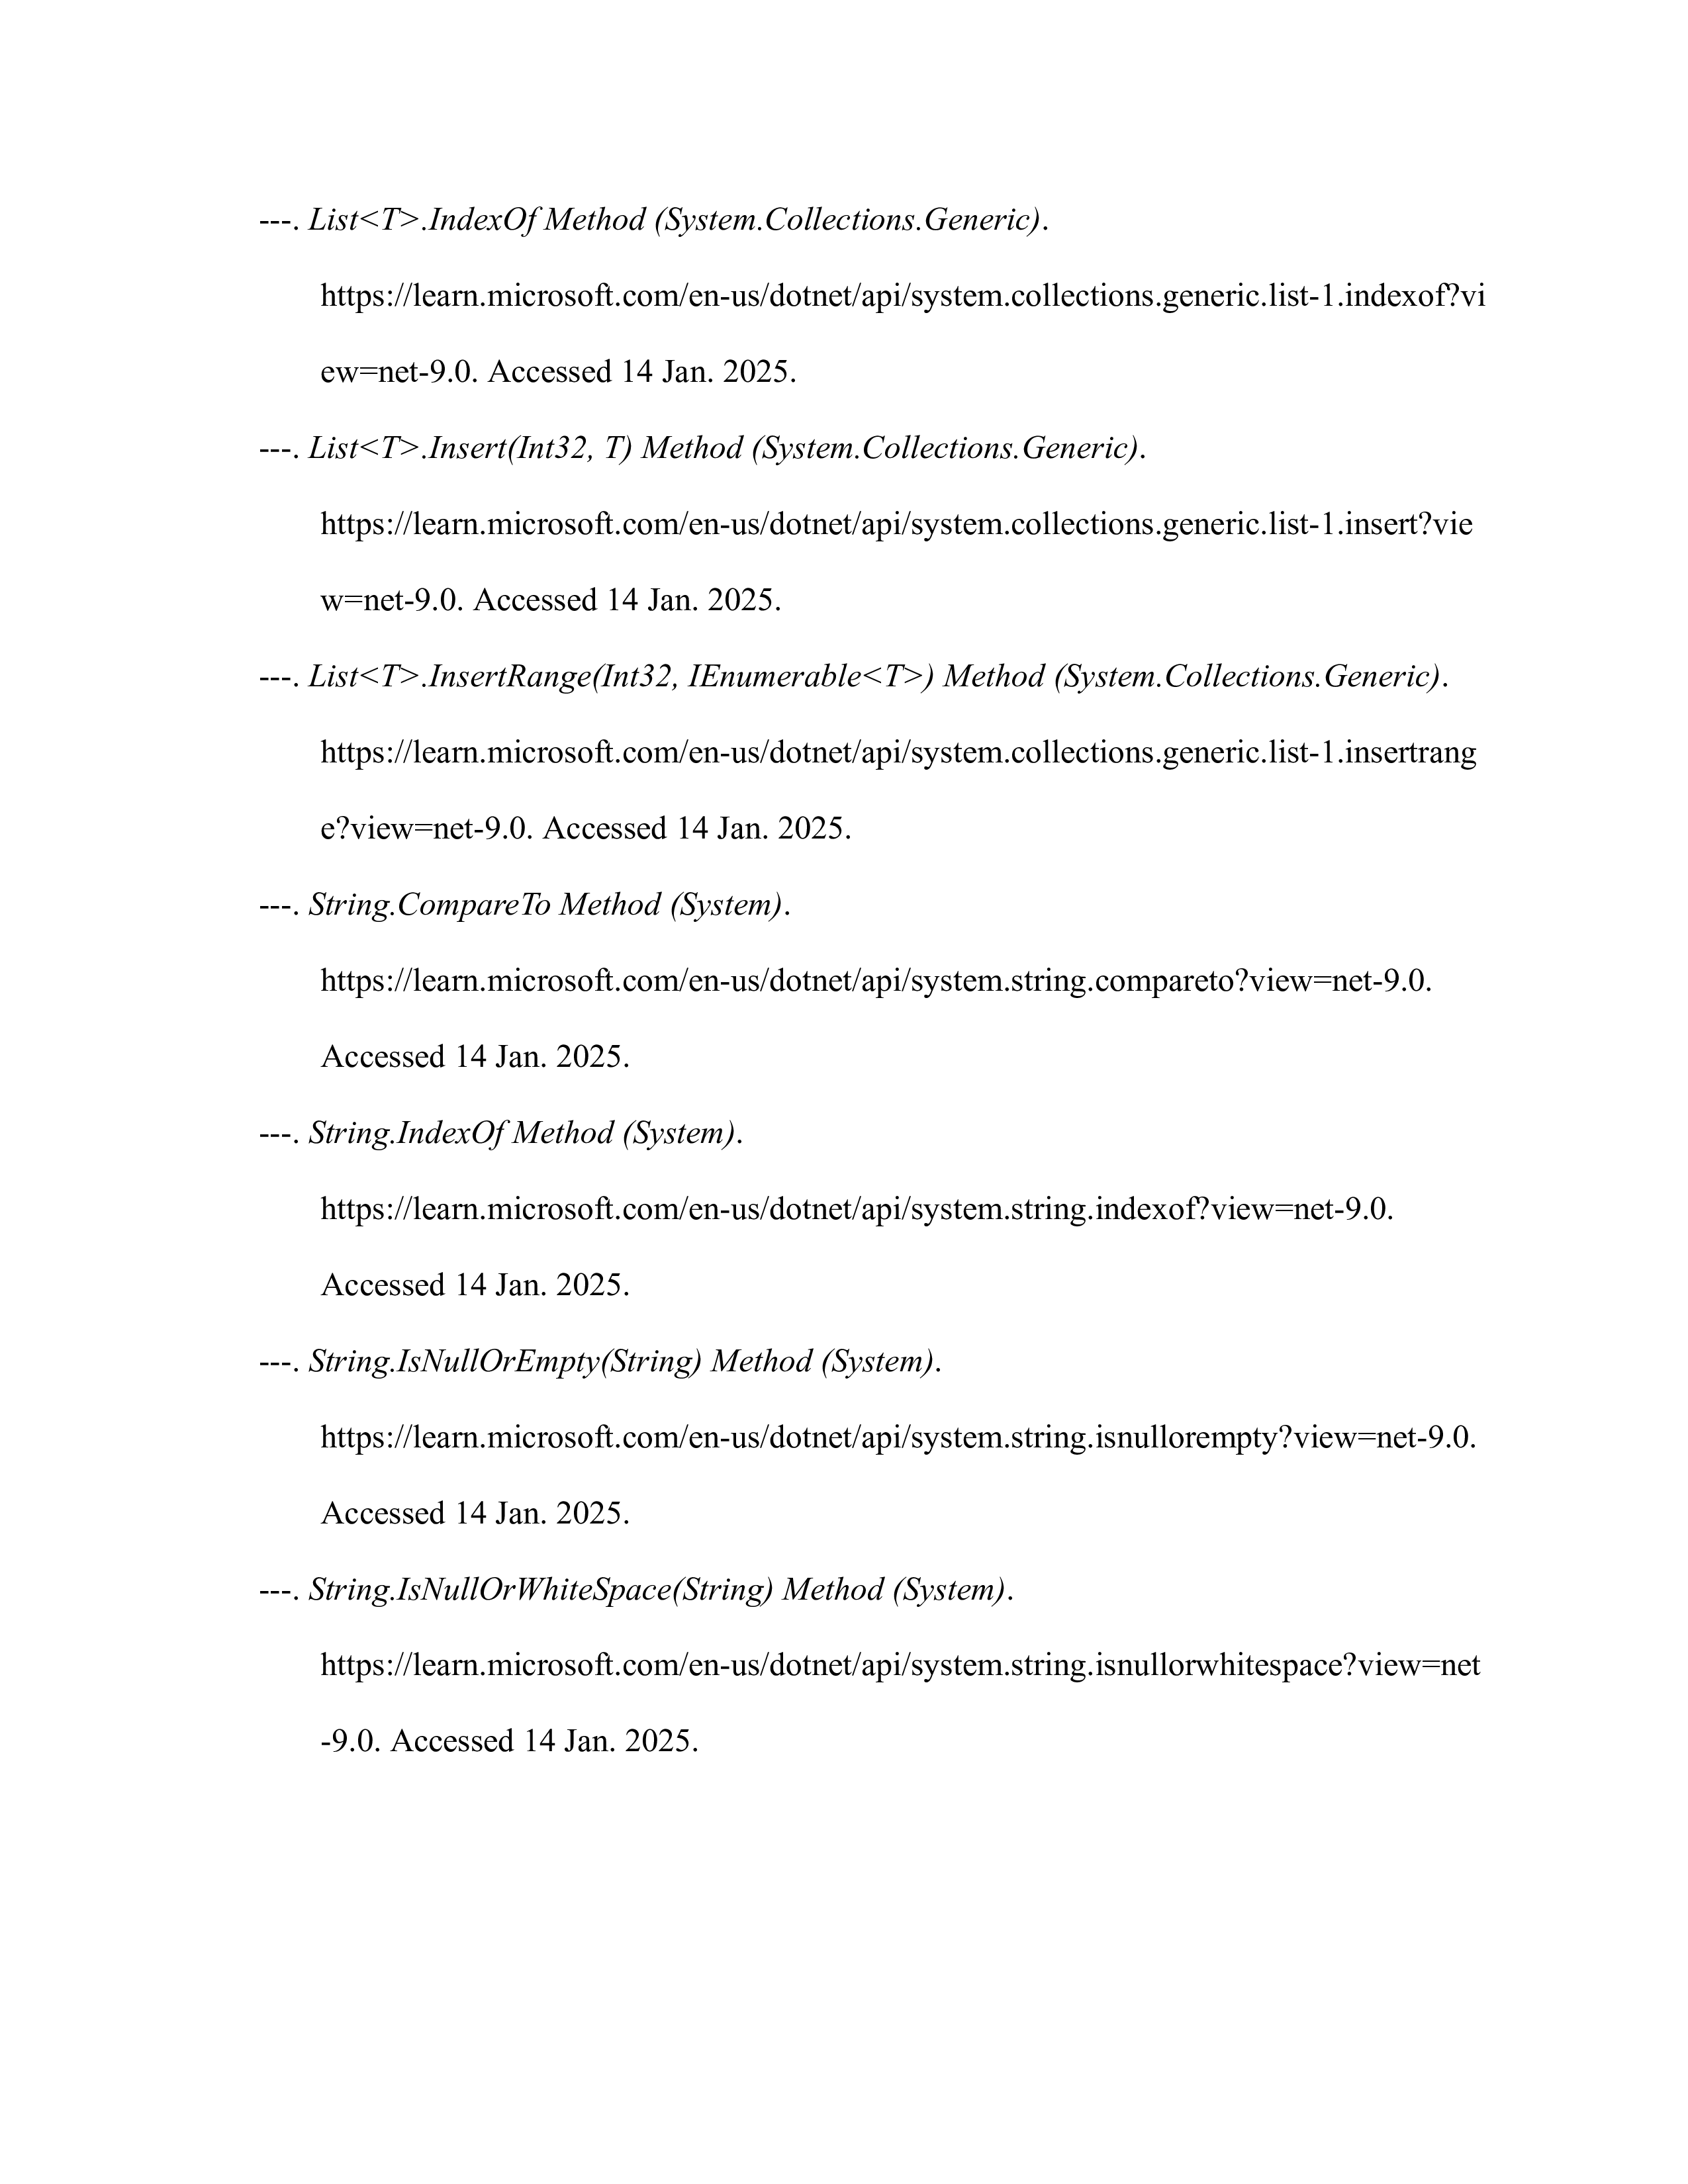 ---. List<T>.IndexOf Method (System.Collections.Generic).
https://learn.microsoft.com/en-us/dotnet/api/system.collections.generic.list-1.indexof?vi
ew=net-9.0. Accessed 14 Jan. 2025.
---. List<T>.Insert(Int32, T) Method (System.Collections.Generic).
https://learn.microsoft.com/en-us/dotnet/api/system.collections.generic.list-1.insert?vie
w=net-9.0. Accessed 14 Jan. 2025.
---. List<T>.InsertRange(Int32, IEnumerable<T>) Method (System.Collections.Generic).
https://learn.microsoft.com/en-us/dotnet/api/system.collections.generic.list-1.insertrang
e?view=net-9.0. Accessed 14 Jan. 2025.
---. String.CompareTo Method (System).
https://learn.microsoft.com/en-us/dotnet/api/system.string.compareto?view=net-9.0.
Accessed 14 Jan. 2025.
---. String.IndexOf Method (System).
https://learn.microsoft.com/en-us/dotnet/api/system.string.indexof?view=net-9.0.
Accessed 14 Jan. 2025.
---. String.IsNullOrEmpty(String) Method (System).
https://learn.microsoft.com/en-us/dotnet/api/system.string.isnullorempty?view=net-9.0.
Accessed 14 Jan. 2025.
---. String.IsNullOrWhiteSpace(String) Method (System).
https://learn.microsoft.com/en-us/dotnet/api/system.string.isnullorwhitespace?view=net
-9.0. Accessed 14 Jan. 2025.